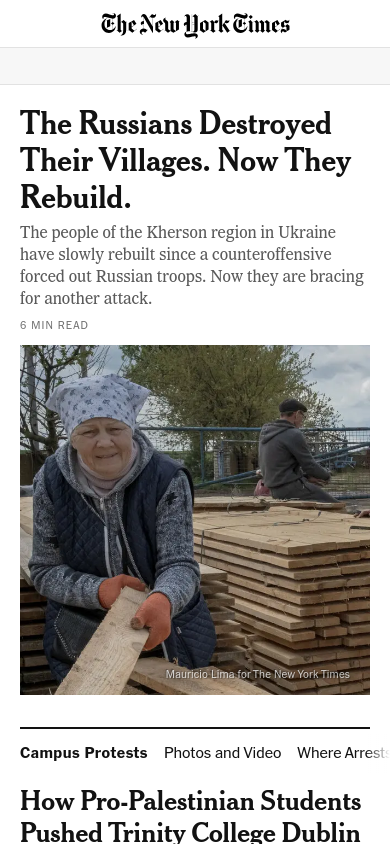 The New York Times
The Russians Destroyed
Their Villages. Now They
Rebuild.
The people of the Kherson region in Ukraine
have slowly rebuilt since a counteroffensive
forced out Russian troops. Now they are bracing
for another attack.
6 MIN READ
Mauricio Lima for The New York Times
Campus Protests Photos and Video Where Arrests
How Pro-Palestinian Students
Pushed Trinity College Dublin